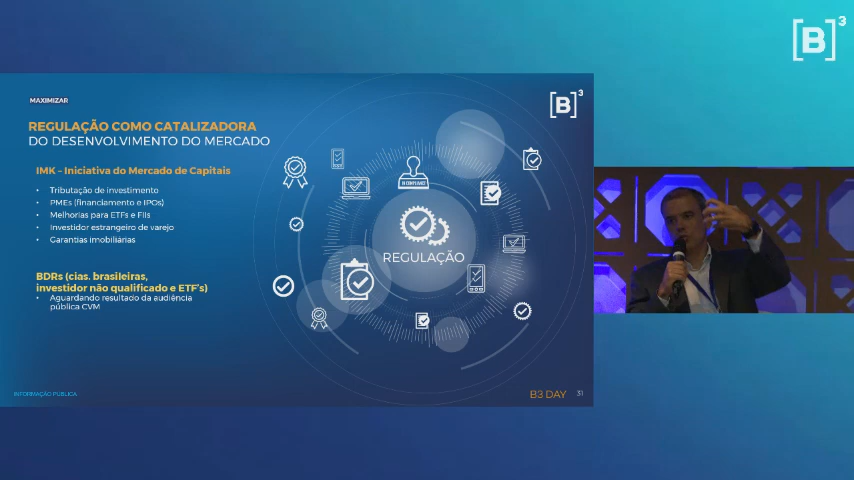 [B]³
MAXIMIZAR
[B]³
REGULAÇÃO COMO CATALIZADORA
DO DESENVOLVIMENTO DO MERCADO
IMK – Iniciativa do Mercado de Capitais
• Tributação de investimento
• PMEs (financiamento e IPOs)
• Melhorias para ETFs e FIIs
• Investidor estrangeiro de varejo
• Garantias imobiliárias
REGULAÇÃO
BDRs (cias. brasileiras,
investidor não qualificado e ETF's)
• Aguardando resultado da audiência
pública CVM
INFORMAÇÃO PÚBLICA
B3 DAY 31